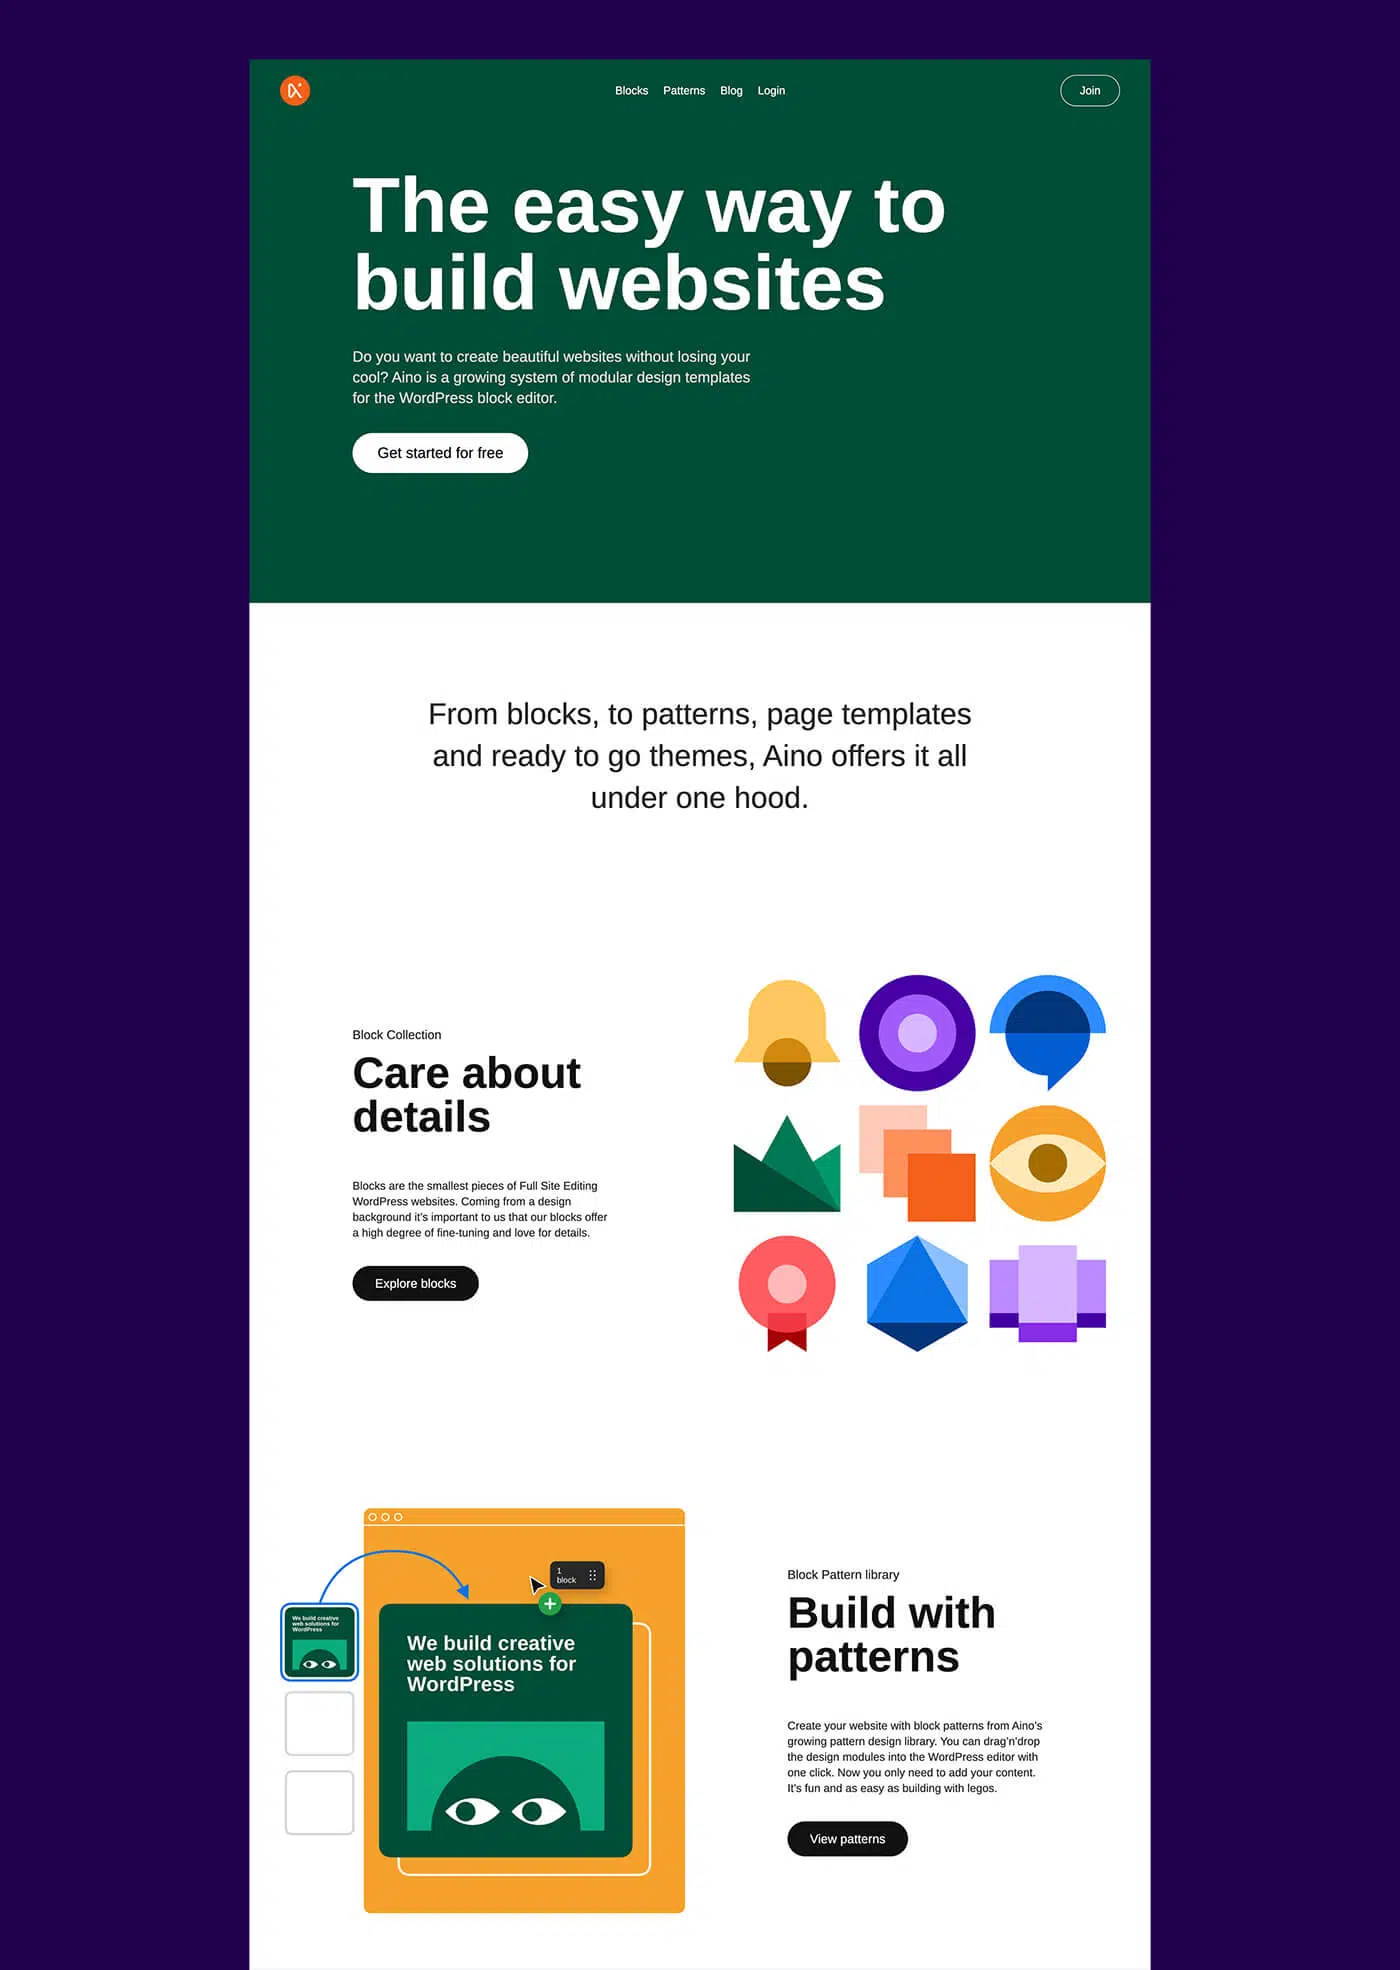 Blocks Patterns Blog Login
Join
The easy way to
build websites
Do you want to create beautiful websites without losing your
cool? Aino is a growing system of modular design templates
for the WordPress block editor.
Get started for free
From blocks, to patterns, page templates
and ready to go themes, Aino offers it all
under one hood.
Block Collection
Care about
details
Blocks are the smallest pieces of Full Site Editing
WordPress websites. Coming from a design
background it’s important to us that our blocks offer
a high degree of fine-tuning and love for details.
Explore blocks
1
block
We build creative
web solutions for
WordPress
We build creative
web solutions for
WordPress
Block Pattern library
Build with
patterns
Create your website with block patterns from Aino’s
growing pattern design library. You can drag’n’drop
the design modules into the WordPress editor with
one click. Now you only need to add your content.
It’s fun and as easy as building with legos.
View patterns